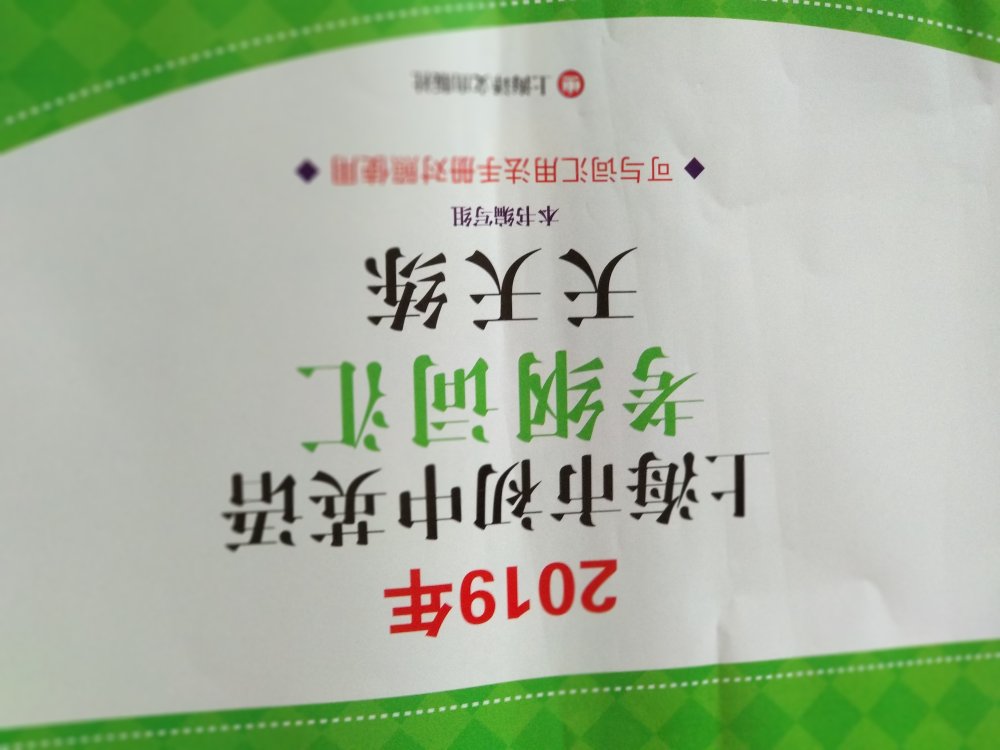 2019年
上海市初中英语
考纲词汇
天天练
本书编写组
◆ 可与词汇用法手册对照使用 ◆
上海译文出版社